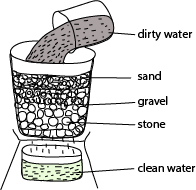 dirty water
sand
gravel
stone
clean water